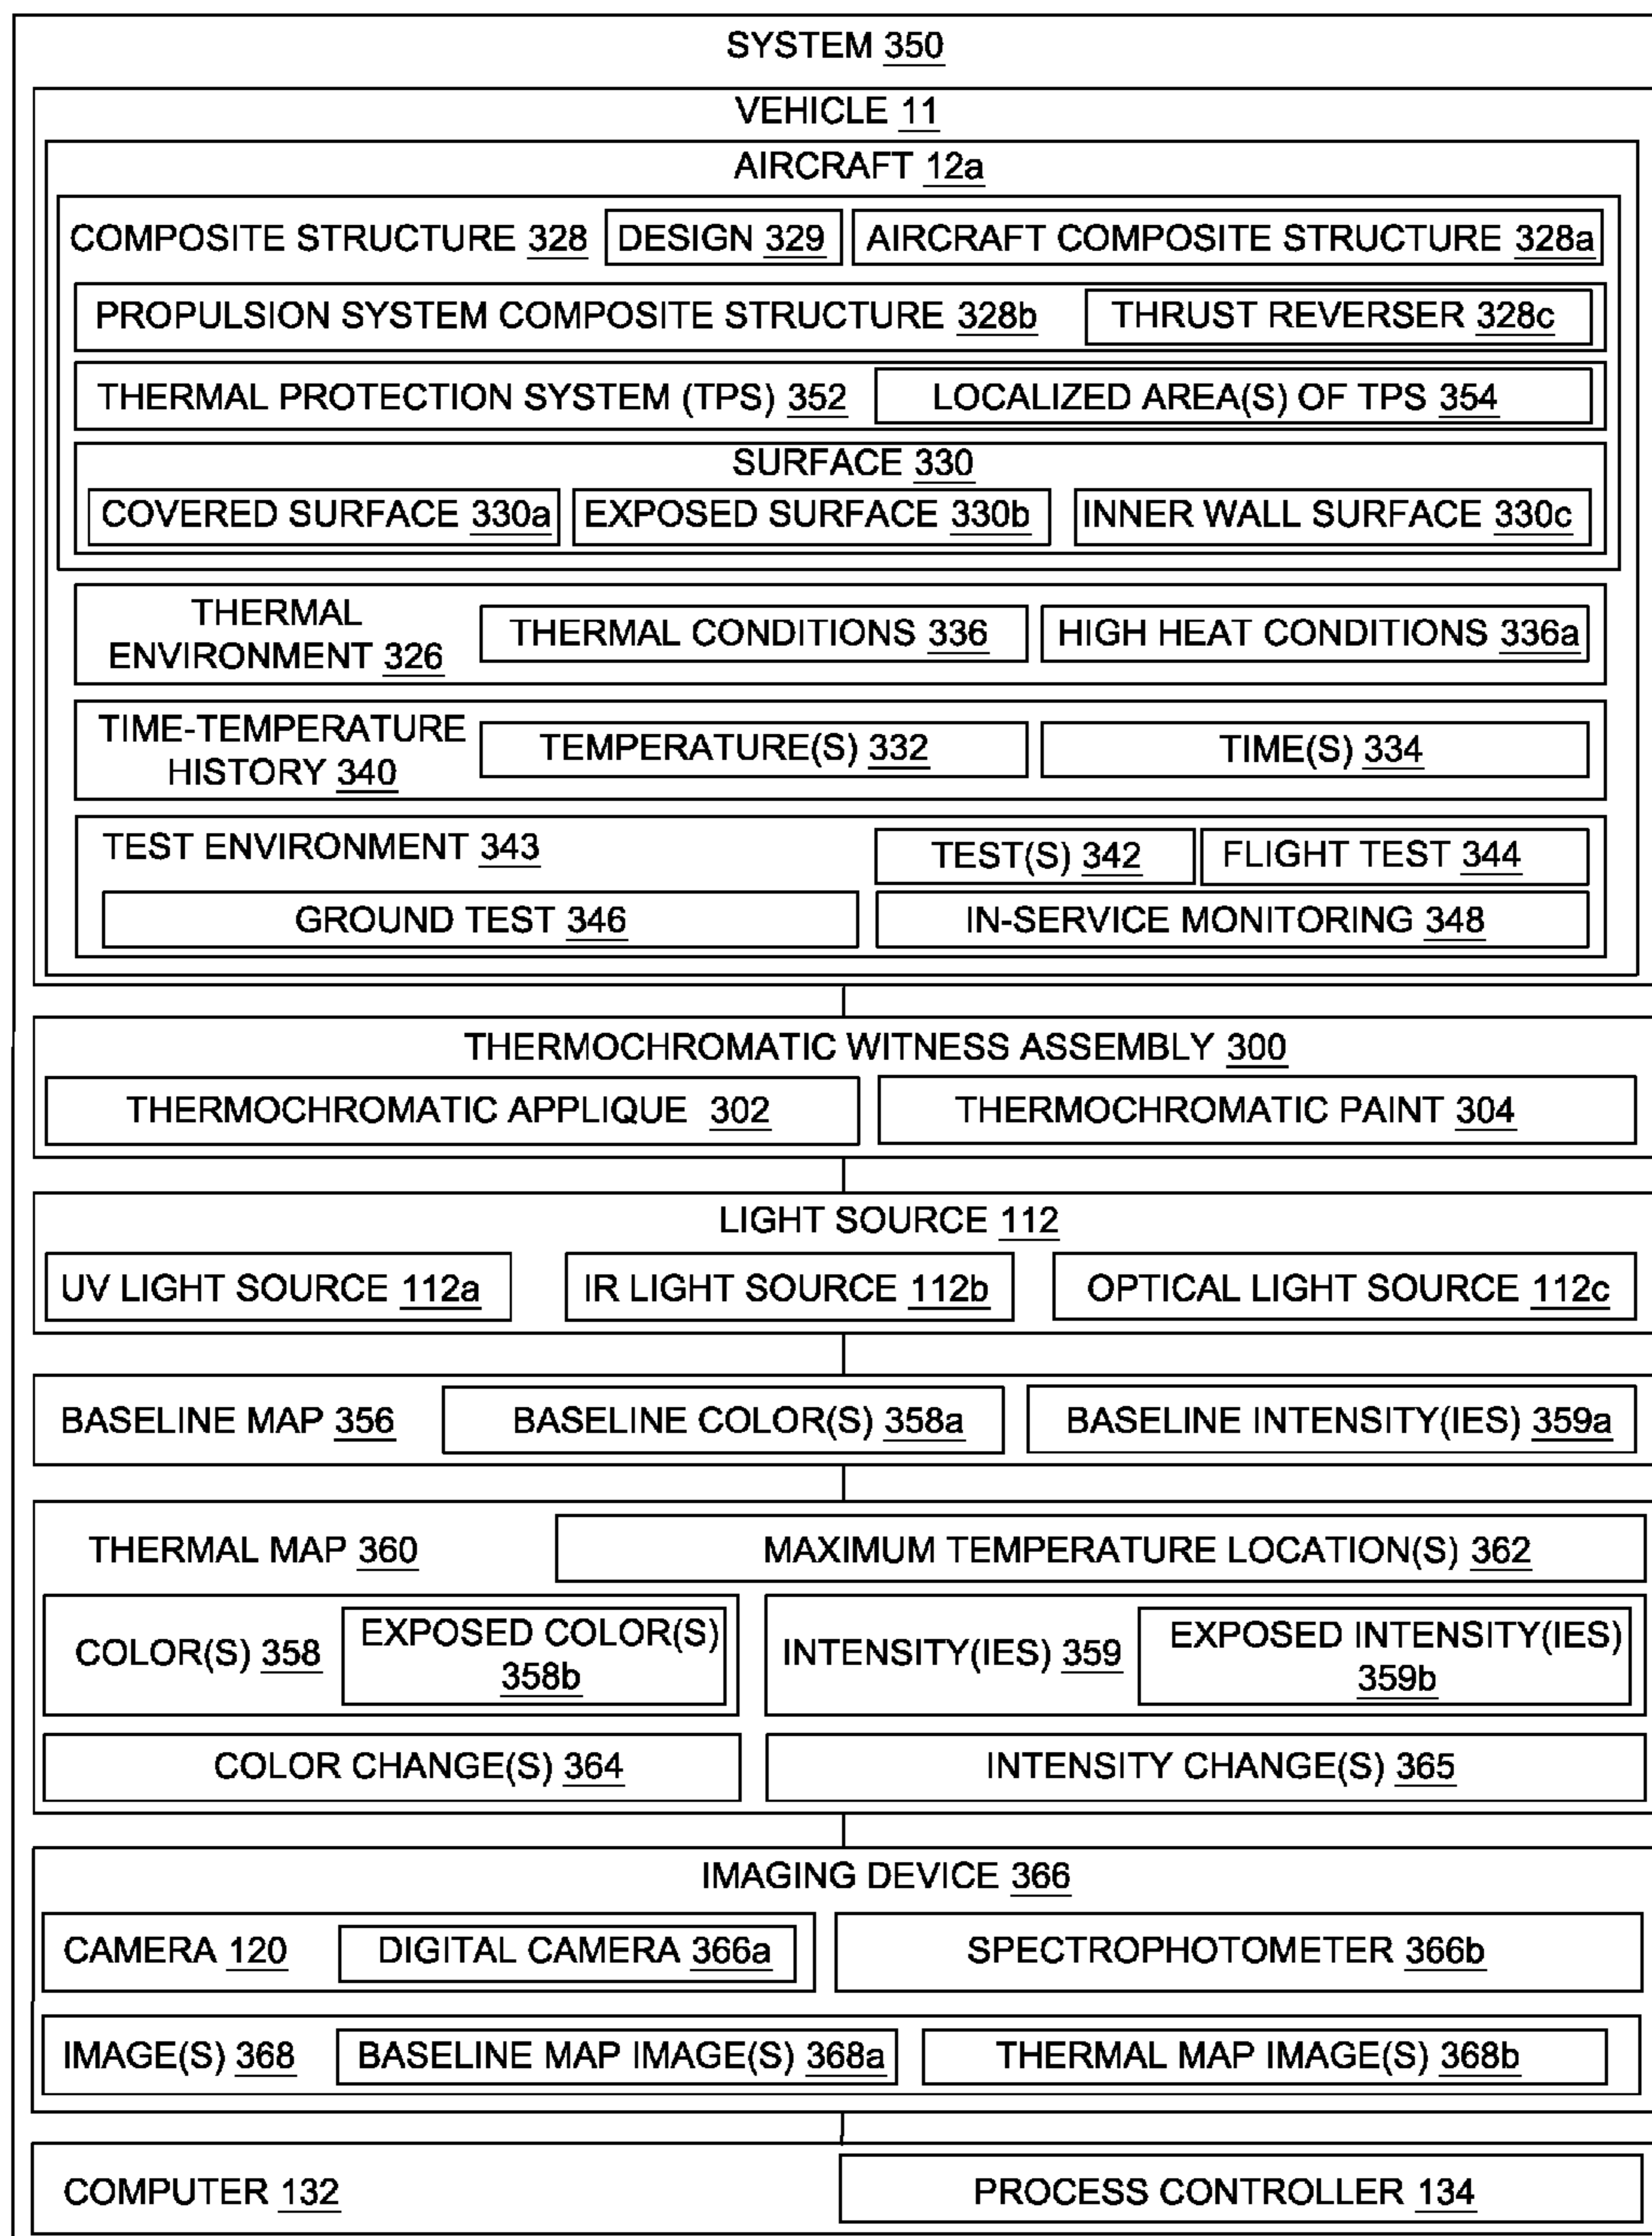 SYSTEM 350
VEHICLE 11
AIRCRAFT 12a
COMPOSITE STRUCTURE 328
DESIGN 329
AIRCRAFT COMPOSITE STRUCTURE 328a
PROPULSION SYSTEM COMPOSITE STRUCTURE 328b
THRUST REVERSER 328c
THERMAL PROTECTION SYSTEM (TPS) 352
LOCALIZED AREA(S) OF TPS 354
SURFACE 330
COVERED SURFACE 330a
EXPOSED SURFACE 330b
INNER WALL SURFACE 330c
THERMAL
ENVIRONMENT 326
THERMAL CONDITIONS 336
HIGH HEAT CONDITIONS 336a
TIME-TEMPERATURE
HISTORY 340
TEMPERATURE(S) 332
TIME(S) 334
TEST ENVIRONMENT 343
TEST(S) 342
FLIGHT TEST 344
GROUND TEST 346
IN-SERVICE MONITORING 348
THERMOCHROMATIC WITNESS ASSEMBLY 300
THERMOCHROMATIC APPLIQUE 302
THERMOCHROMATIC PAINT 304
LIGHT SOURCE 112
UV LIGHT SOURCE 112a
IR LIGHT SOURCE 112b
OPTICAL LIGHT SOURCE 112c
BASELINE MAP 356
BASELINE COLOR(S) 358a
BASELINE INTENSITY(IES) 359a
THERMAL MAP 360
MAXIMUM TEMPERATURE LOCATION(S) 362
COLOR(S) 358
EXPOSED COLOR(S)
358b
INTENSITY(IES) 359
EXPOSED INTENSITY(IES)
359b
COLOR CHANGE(S) 364
INTENSITY CHANGE(S) 365
IMAGING DEVICE 366
CAMERA 120
DIGITAL CAMERA 366a
SPECTROPHOTOMETER 366b
IMAGE(S) 368
BASELINE MAP IMAGE(S) 368a
THERMAL MAP IMAGE(S) 368b
COMPUTER 132
PROCESS CONTROLLER 134